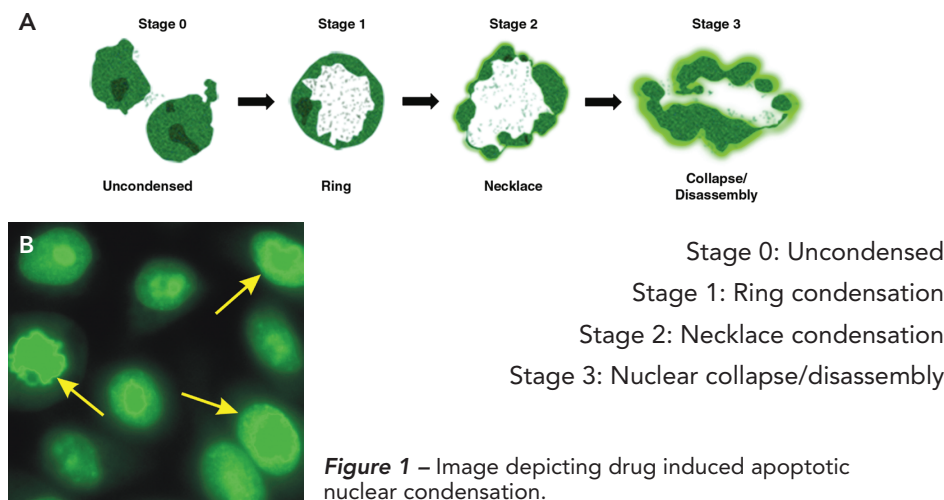 A
Stage 0
Stage 1
Stage 2
Stage 3
Uncondensed
Ring
Necklace
Collapse/
Disassembly
B
Stage 0: Uncondensed
Stage 1: Ring condensation
Stage 2: Necklace condensation
Stage 3: Nuclear collapse/disassembly
Figure 1 – Image depicting drug induced apoptotic
nuclear condensation.